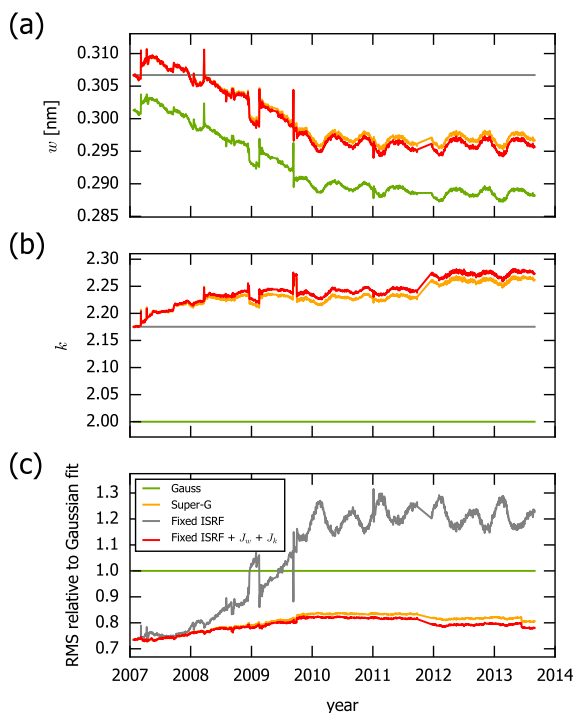 (a)
0.310
0.305
0.300
0.295
0.290
0.285
w [nm]
(b)
2.30
2.25
2.20
2.15
2.10
2.05
2.00
k
(c)
1.3
1.2
1.1
1.0
0.9
0.8
0.7
RMS relative to Gaussian fit
Gauss
Super-G
Fixed ISRF
Fixed ISRF + J_w + J_k
2007 2008 2009 2010 2011 2012 2013 2014
year